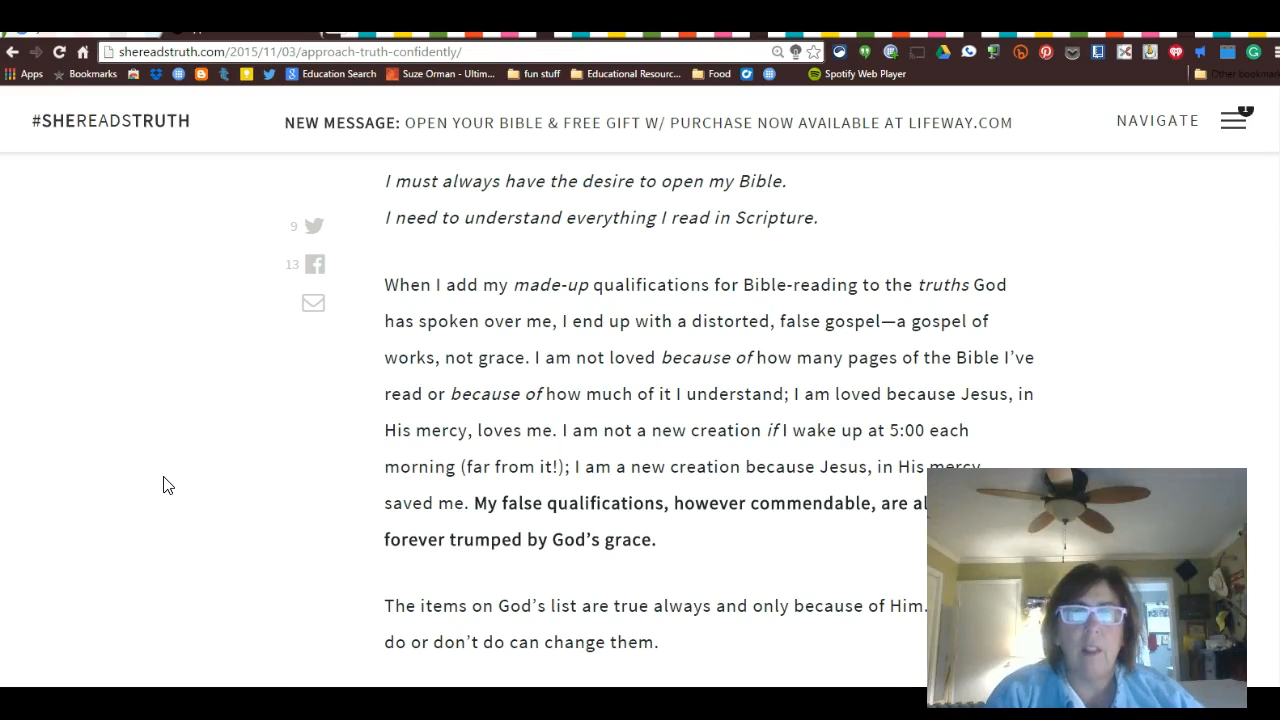 shereadstruth.com/2015/11/03/approach-truth-confidently/
Apps Bookmarks Education Search Suze Orman - Ultim... fun stuff Educational Resourc... Food Spotify Web Player Other bookmar
#SHEREADSTRUTH NEW MESSAGE: OPEN YOUR BIBLE & FREE GIFT W/ PURCHASE NOW AVAILABLE AT LIFEWAY.COM NAVIGATE 1
I must always have the desire to open my Bible.
I need to understand everything I read in Scripture.
9
13
When I add my made-up qualifications for Bible-reading to the truths God
has spoken over me, I end up with a distorted, false gospel—a gospel of
works, not grace. I am not loved because of how many pages of the Bible I've
read or because of how much of it I understand; I am loved because Jesus, in
His mercy, loves me. I am not a new creation if I wake up at 5:00 each
morning (far from it!); I am a new creation because Jesus, in His mercy
saved me. My false qualifications, however commendable, are al
forever trumped by God's grace.
The items on God's list are true always and only because of Him.
do or don't do can change them.